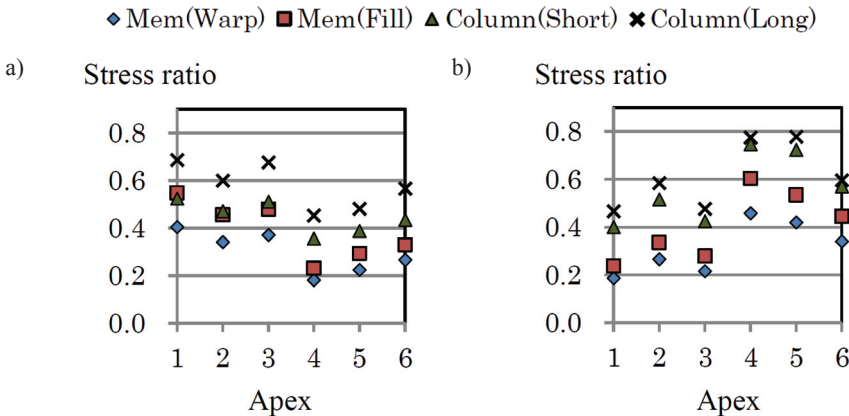 Mem(Warp) Mem(Fill) Column(Short) Column(Long)
a) Stress ratio
0.8
0.6
0.4
0.2
0.0
1 2 3 4 5 6
Apex
b) Stress ratio
0.8
0.6
0.4
0.2
0.0
1 2 3 4 5 6
Apex